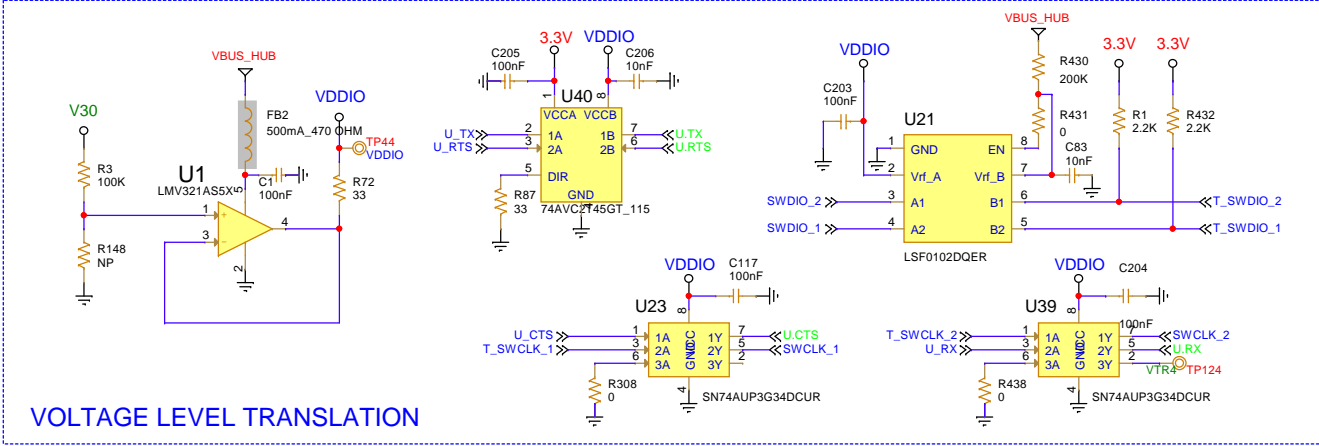 VBUS_HUB
V30
VDDIO
FB2
500mA_470 OHM
TP44
VDDIO
R3
100K
U1
LMV321AS5X
C1
100nF
R72
33
5
1
+
4
3
-
2
R148
NP
3.3V
VDDIO
C205
100nF
C206
10nF
1
8
U40
VCCA
VCCB
U_TX
2
1A
1B
7
U.TX
U_RTS
3
2A
2B
6
U.RTS
5
DIR
GND
4
R87
33
74AVC2T45GT_115
VBUS_HUB
VDDIO
3.3V
3.3V
R430
200K
C203
100nF
R431
0
R1
2.2K
R432
2.2K
U21
1
GND
EN
8
C83
10nF
2
Vrf_A
Vrf_B
7
SWDIO_2
3
A1
B1
6
T_SWDIO_2
SWDIO_1
4
A2
B2
5
T_SWDIO_1
LSF0102DQER
VDDIO
C117
100nF
U23
8
U_CTS
1
1A
VCC
1Y
7
U.CTS
T_SWCLK_1
3
2A
GND
2Y
5
SWCLK_1
6
3A
3Y
2
R308
0
4
SN74AUP3G34DCUR
VDDIO
C204
100nF
U39
8
T_SWCLK_2
1
1A
VCC
1Y
7
SWCLK_2
U_RX
3
2A
GND
2Y
5
U.RX
6
3A
3Y
2
VTR4
TP124
R438
0
4
SN74AUP3G34DCUR
VOLTAGE LEVEL TRANSLATION